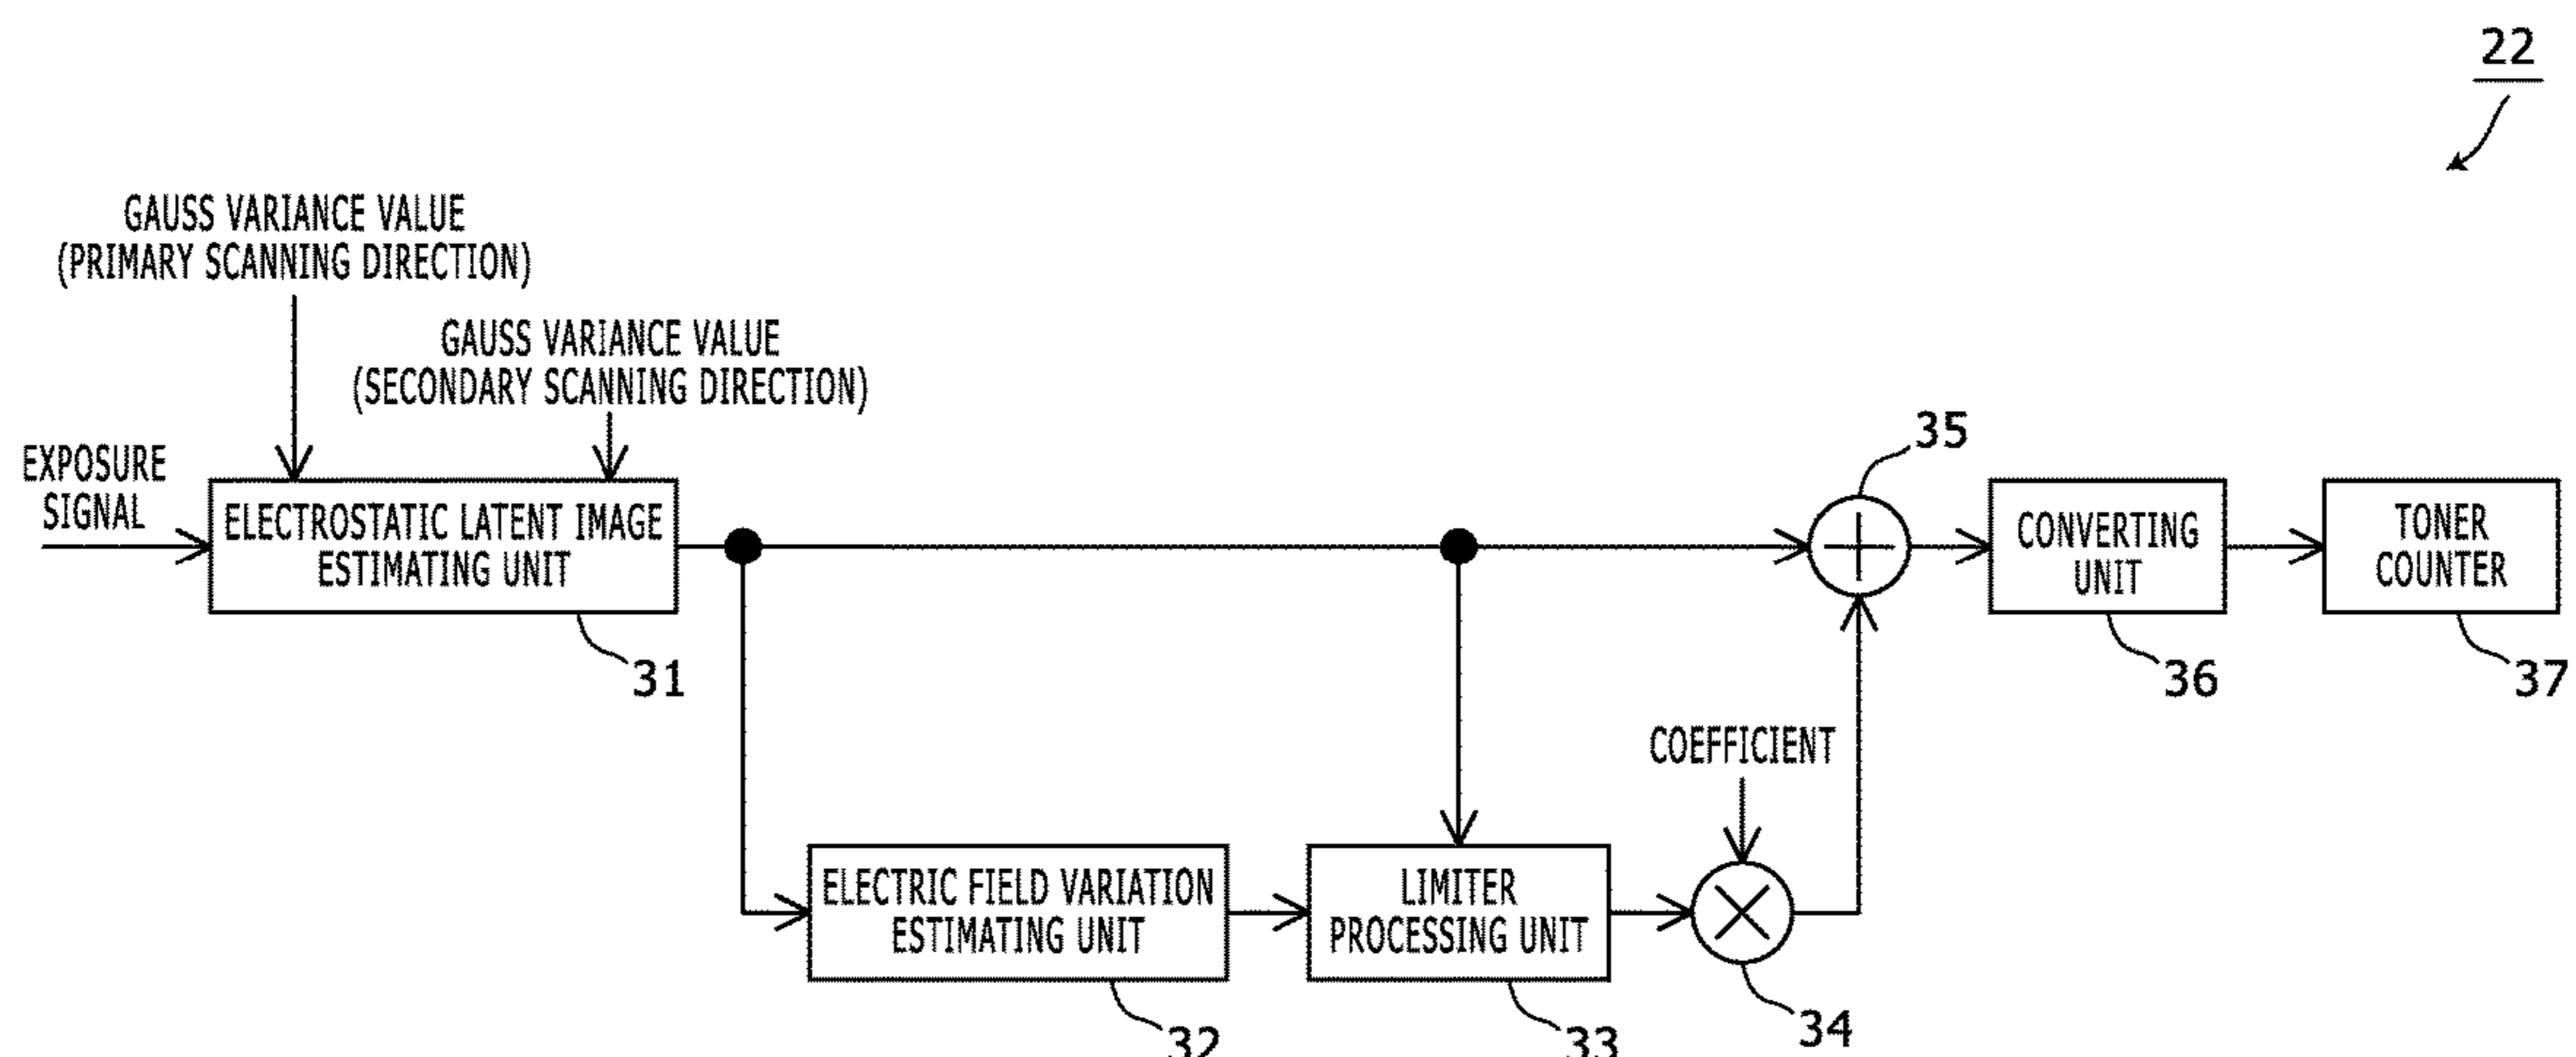 22
GAUSS VARIANCE VALUE
(PRIMARY SCANNING DIRECTION)
GAUSS VARIANCE VALUE
(SECONDARY SCANNING DIRECTION)
EXPOSURE
SIGNAL
ELECTROSTATIC LATENT IMAGE
ESTIMATING UNIT
31
35
CONVERTING
UNIT
36
TONER
COUNTER
37
COEFFICIENT
ELECTRIC FIELD VARIATION
ESTIMATING UNIT
32
LIMITER
PROCESSING UNIT
33
34